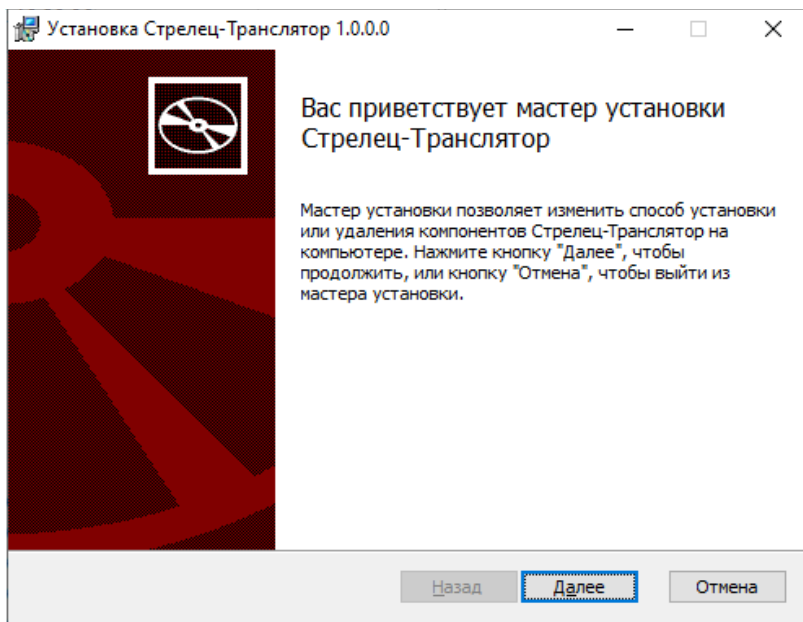 Установка Стрелец-Транслятор 1.0.0.0
Вас приветствует мастер установки
Стрелец-Транслятор
Мастер установки позволяет изменить способ установки
или удаления компонентов Стрелец-Транслятор на
компьютере. Нажмите кнопку "Далее", чтобы
продолжить, или кнопку "Отмена", чтобы выйти из
мастера установки.
Назад Далее Отмена